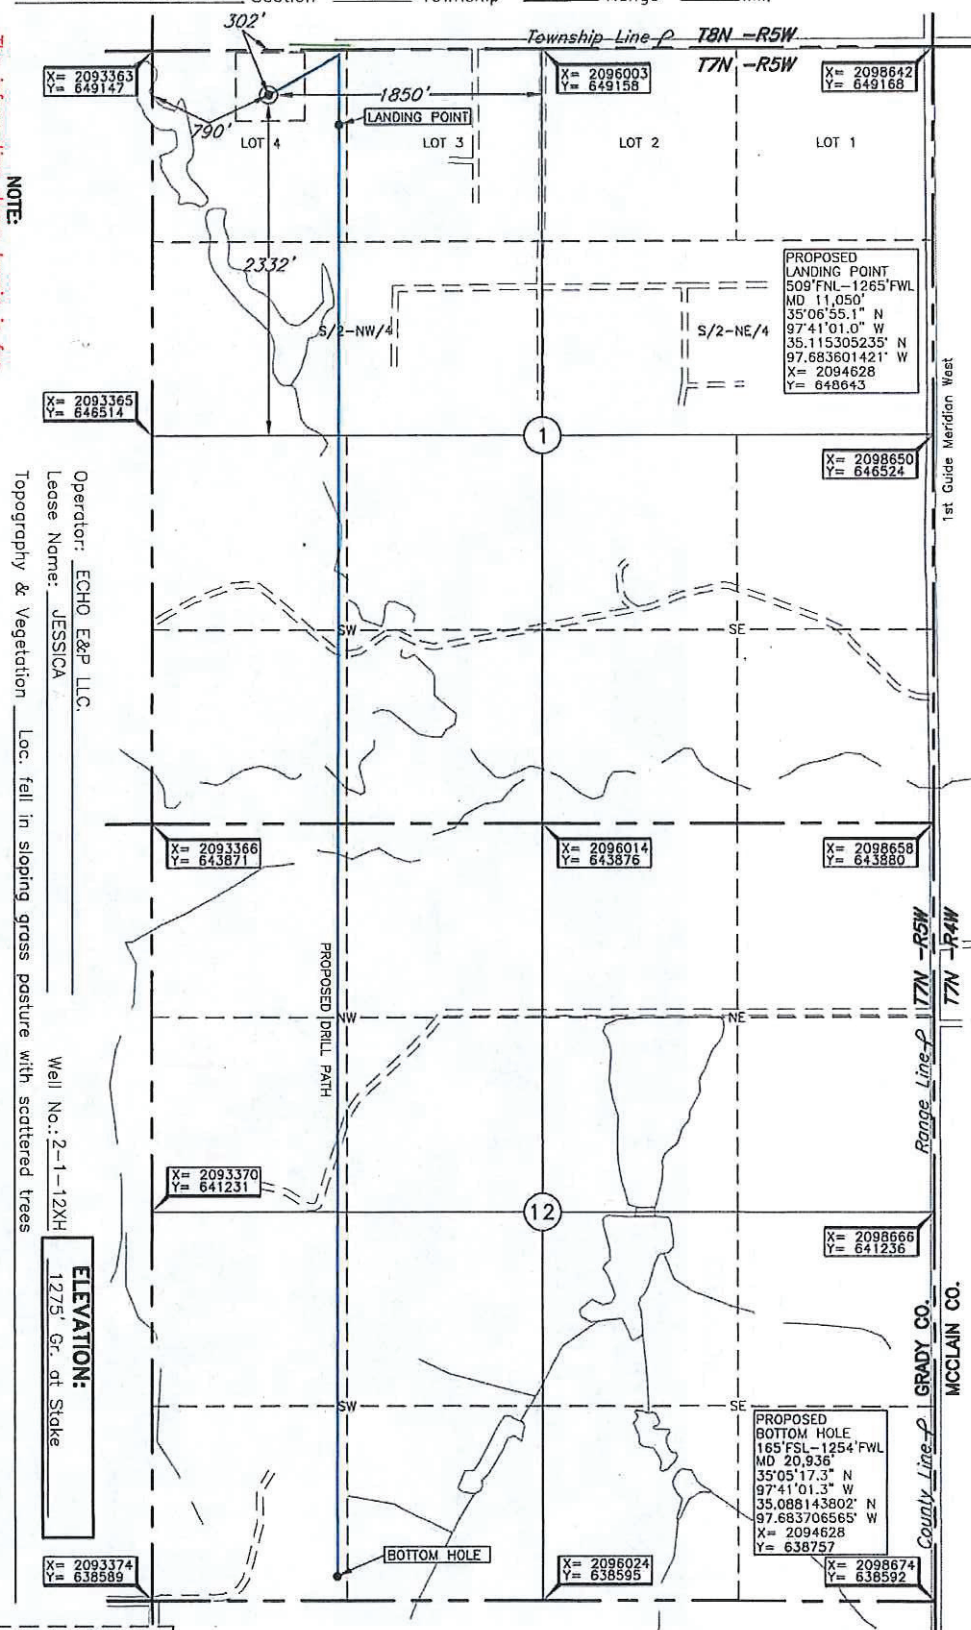 Section Township Range
302'
Township Line T8N -R5W
T7N -R5W
X= 2093363
Y= 649147
X= 2096003
Y= 649158
X= 2098642
Y= 649168
1850'
790'
LANDING POINT
LOT 4
LOT 3
LOT 2
LOT 1
NOTE:
2332'
S/2-NW/4
S/2-NE/4
PROPOSED
LANDING POINT
509'FNL-1265'FWL
MD 11,050'
35°06'55.1" N
97°41'01.0" W
35.115305235° N
97.683601421° W
X= 2094628
Y= 648643
1st Guide Meridian West
X= 2093365
Y= 646514
1
X= 2098650
Y= 646524
SW
SE
X= 2093366
Y= 643871
X= 2096014
Y= 643876
X= 2098658
Y= 643880
T7N -R5W
T7N -R4W
PROPOSED DRILL PATH
NW
NE
Range Line
X= 2093370
Y= 641231
12
X= 2098666
Y= 641236
GRADY CO.
MCCLAIN CO.
County Line
SW
SE
PROPOSED
BOTTOM HOLE
165'FSL-1254'FWL
MD 20,936'
35°05'17.3" N
97°41'01.3" W
35.088143802° N
97.683706565° W
X= 2094628
Y= 638757
BOTTOM HOLE
X= 2093374
Y= 638589
X= 2096024
Y= 638595
X= 2098674
Y= 638592
Operator: ECHO E&P LLC.
Lease Name: JESSICA Well No.: 2-1-12XH
ELEVATION:
1275' Gr. at Stake
Topography & Vegetation Loc. fell in sloping grass pasture with scattered trees